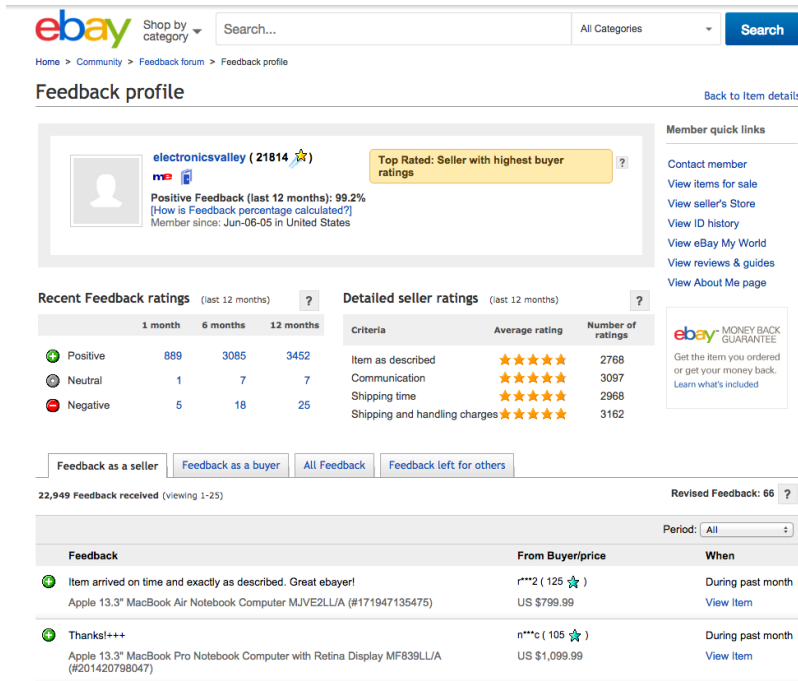 ebay
Shop by category
Search...
All Categories
Search
Home > Community > Feedback forum > Feedback profile
Feedback profile
Back to Item details
electronicsvalley ( 21814 )
Top Rated: Seller with highest buyer ratings
?
me
Positive Feedback (last 12 months): 99.2%
[How is Feedback percentage calculated?]
Member since: Jun-06-05 in United States
Member quick links
Contact member
View items for sale
View seller's Store
View ID history
View eBay My World
View reviews & guides
View About Me page
ebay MONEY BACK GUARANTEE
Get the item you ordered
or get your money back.
Learn what's included
Recent Feedback ratings (last 12 months) ?
1 month 6 months 12 months
Positive 889 3085 3452
Neutral 1 7 7
Negative 5 18 25
Detailed seller ratings (last 12 months) ?
Criteria Average rating Number of ratings
Item as described 2768
Communication 3097
Shipping time 2968
Shipping and handling charges 3162
Feedback as a seller Feedback as a buyer All Feedback Feedback left for others
22,949 Feedback received (viewing 1-25)
Revised Feedback: 66 ?
Period: All
Feedback From Buyer/price When
Item arrived on time and exactly as described. Great ebayer! r***2 ( 125 ) During past month
Apple 13.3" MacBook Air Notebook Computer MJVE2LL/A (#171947135475) US $799.99 View Item
Thanks!+++ n***c ( 105 ) During past month
Apple 13.3" MacBook Pro Notebook Computer with Retina Display MF839LL/A US $1,099.99 View Item
(#201420798047)